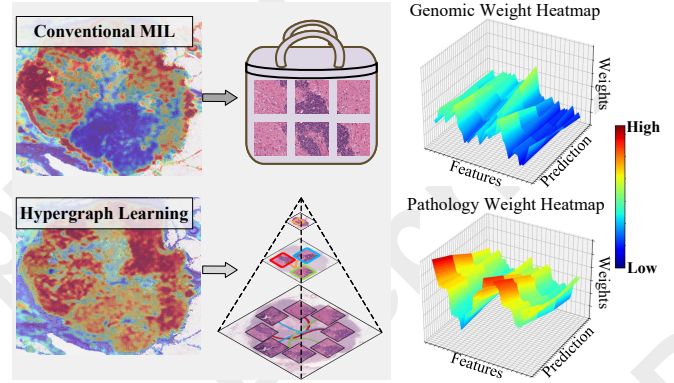 Conventional MIL
Hypergraph Learning
Genomic Weight Heatmap
Weights
Features
Prediction
High
Low
Pathology Weight Heatmap
Weights
Features
Prediction